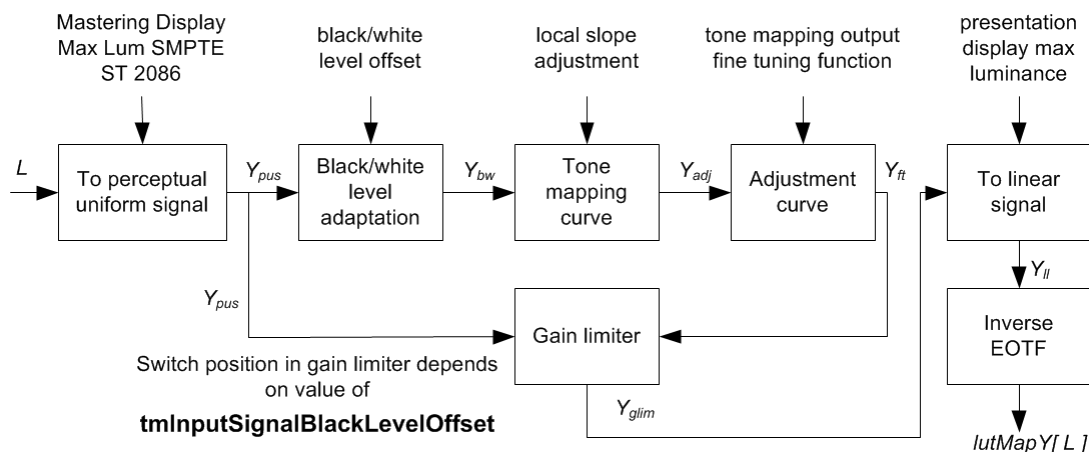 Mastering Display
Max Lum SMPTE
ST 2086
black/white
level offset
local slope
adjustment
tone mapping output
fine tuning function
presentation
display max
luminance
L
To perceptual
uniform signal
Ypus
Black/white
level
adaptation
Ybw
Tone
mapping
curve
Yadj
Adjustment
curve
Yft
To linear
signal
Ypus
Gain limiter
Yll
Inverse
EOTF
Switch position in gain limiter depends
on value of
tmInputSignalBlackLevelOffset
Yglim
lutMapY[ L ]